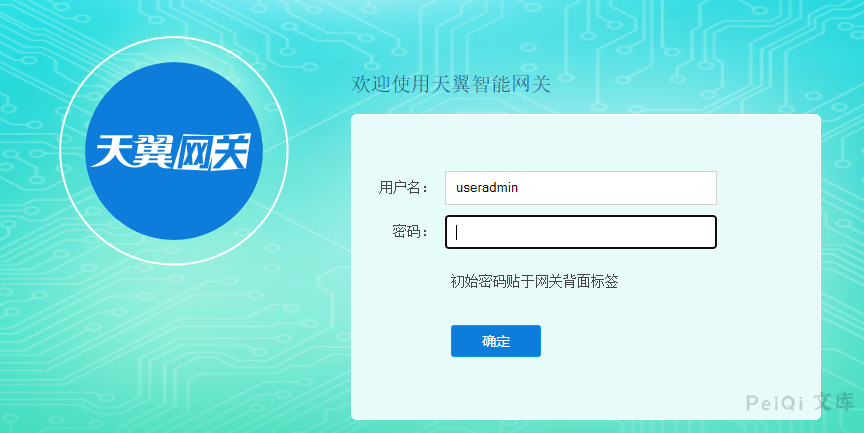 天翼网关
欢迎使用天翼智能网关
用户名： useradmin
密码：
初始密码贴于网关背面标签
确定
PeiQi 文库